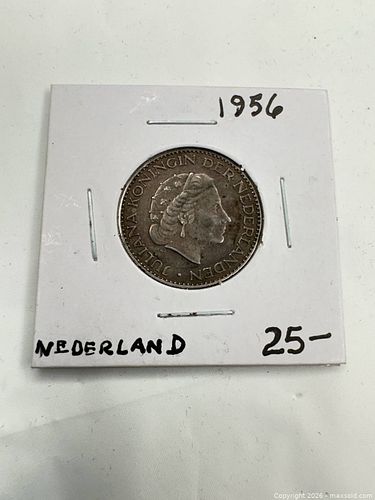 1956
JULIANA·KONINGIN DER NEDERLANDEN·
NEDERLAND
25-
Copyright 2026 - maxsold.com